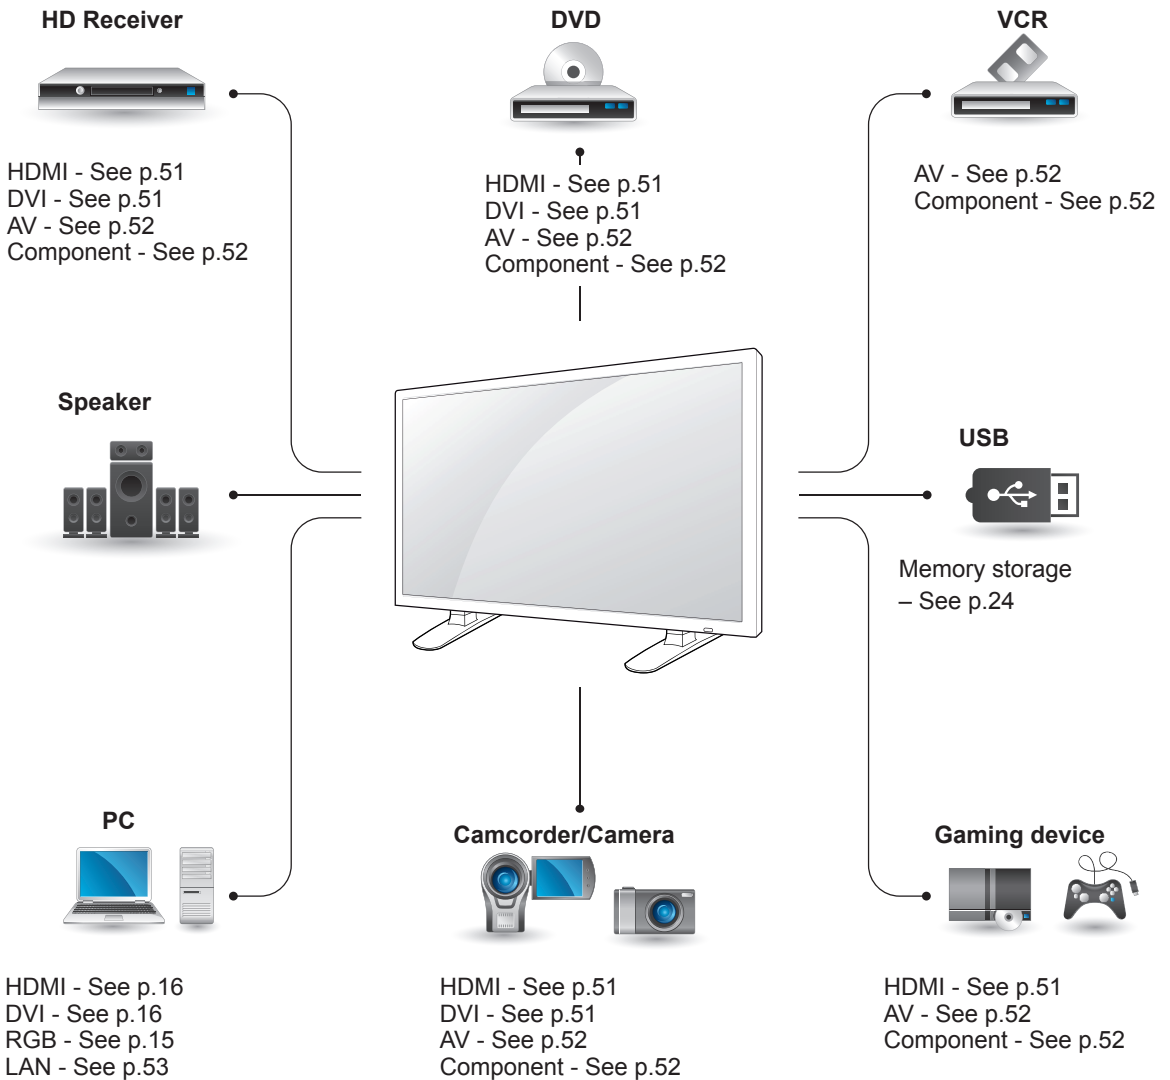 HD Receiver
HDMI - See p.51
DVI - See p.51
AV - See p.52
Component - See p.52
DVD
HDMI - See p.51
DVI - See p.51
AV - See p.52
Component - See p.52
VCR
AV - See p.52
Component - See p.52
Speaker
USB
Memory storage
– See p.24
PC
HDMI - See p.16
DVI - See p.16
RGB - See p.15
LAN - See p.53
Camcorder/Camera
HDMI - See p.51
DVI - See p.51
AV - See p.52
Component - See p.52
Gaming device
HDMI - See p.51
AV - See p.52
Component - See p.52